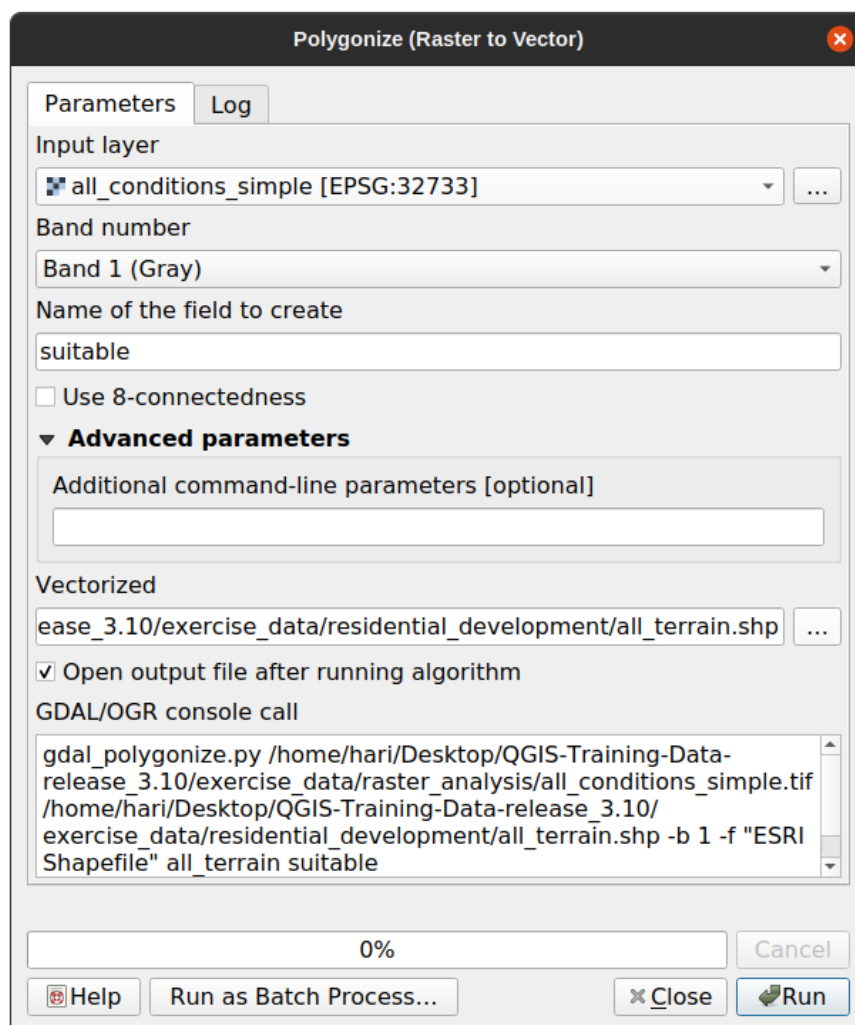 Polygonize (Raster to Vector)
Parameters
Log
Input layer
all_conditions_simple [EPSG:32733]
...
Band number
Band 1 (Gray)
Name of the field to create
suitable
Use 8-connectedness
Advanced parameters
Additional command-line parameters [optional]
Vectorized
ease_3.10/exercise_data/residential_development/all_terrain.shp
...
Open output file after running algorithm
GDAL/OGR console call
gdal_polygonize.py /home/hari/Desktop/QGIS-Training-Data-
release_3.10/exercise_data/raster_analysis/all_conditions_simple.tif
/home/hari/Desktop/QGIS-Training-Data-release_3.10/
exercise_data/residential_development/all_terrain.shp -b 1 -f "ESRI
Shapefile" all_terrain suitable
0%
Cancel
Help
Run as Batch Process...
Close
Run